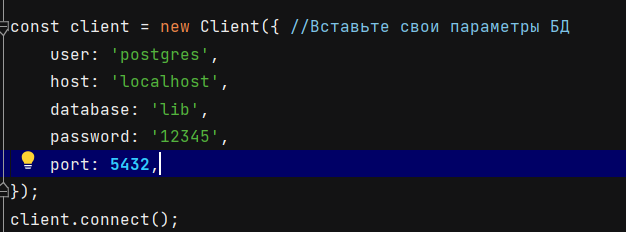 const client = new Client({ //Вставьте свои параметры БД
    user: 'postgres',
    host: 'localhost',
    database: 'lib',
    password: '12345',
    port: 5432,
});
client.connect();